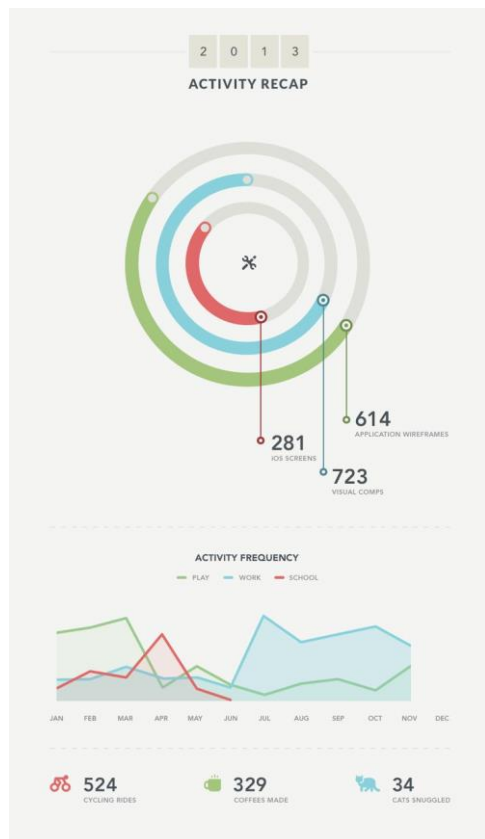 2 0 1 3
ACTIVITY RECAP
614
APPLICATION WIREFRAMES
281
iOS SCREENS
723
VISUAL COMPS
ACTIVITY FREQUENCY
PLAY WORK SCHOOL
JAN FEB MAR APR MAY JUN JUL AUG SEP OCT NOV DEC
524 329 34
CYCLING RIDES COFFEES MADE CATS SNUGGLED